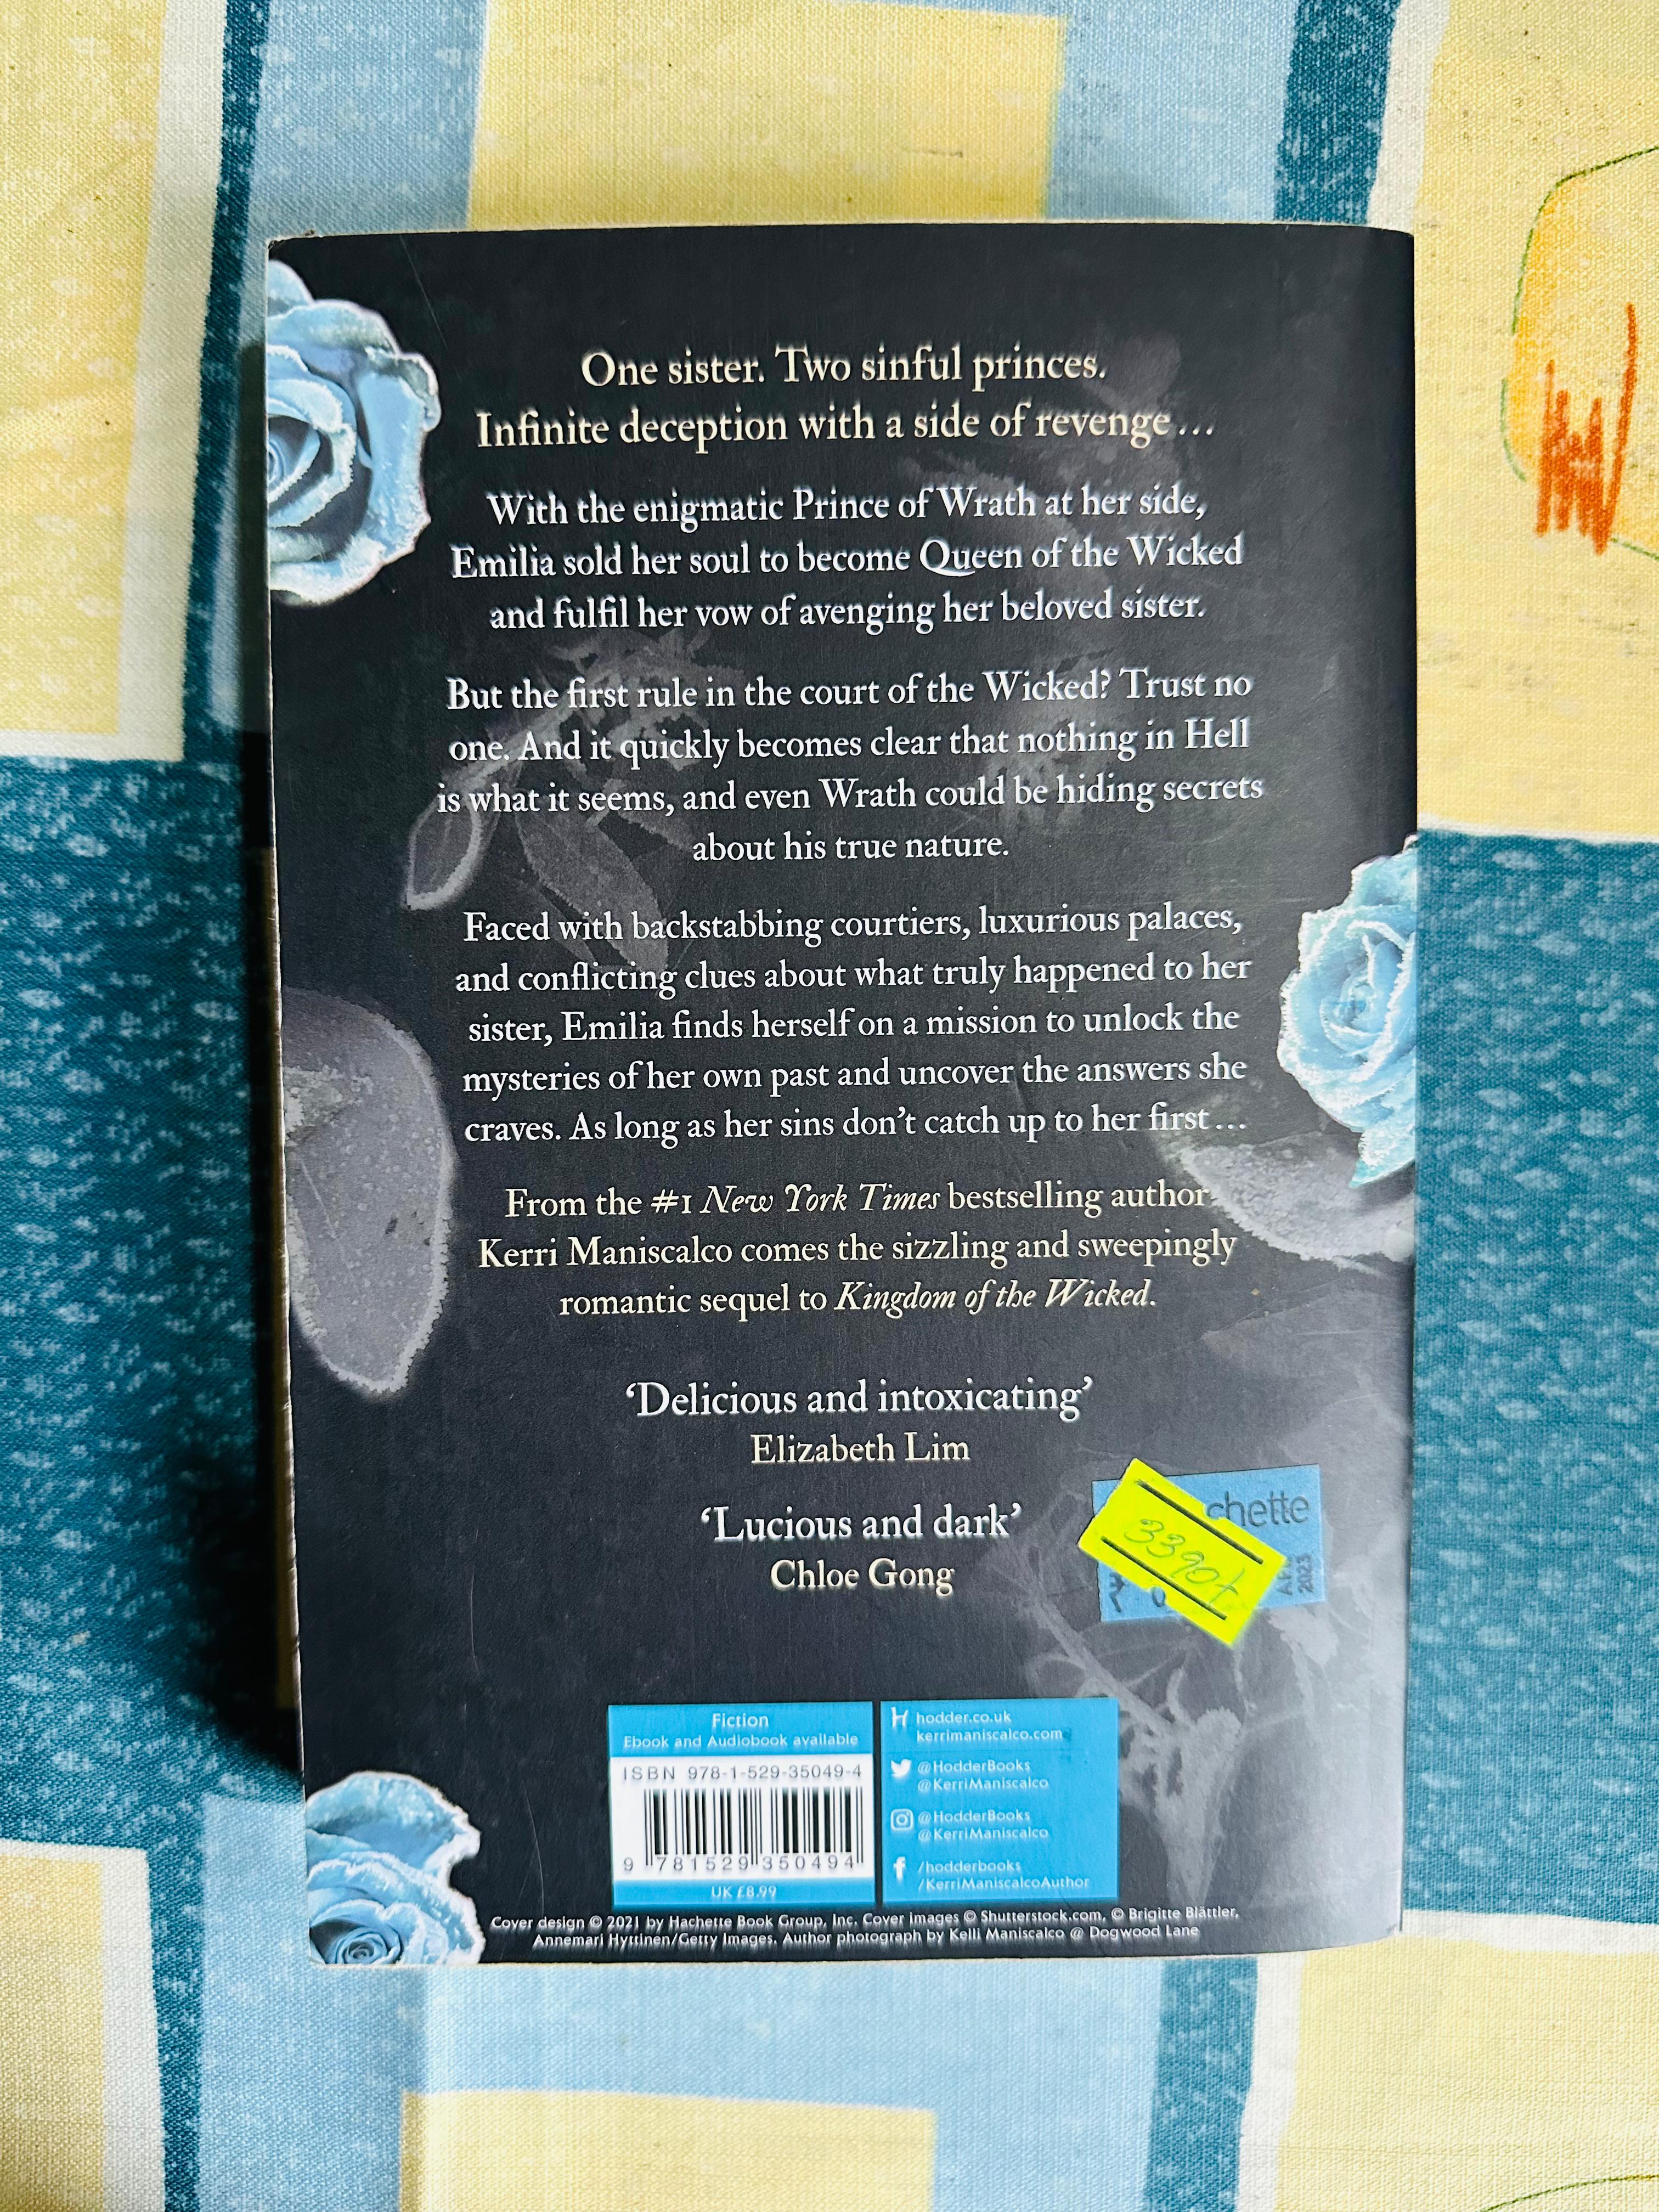 One sister. Two sinful princes.
Infinite deception with a side of revenge…
With the enigmatic Prince of Wrath at her side,
Emilia sold her soul to become Queen of the Wicked
and fulfil her vow of avenging her beloved sister.
But the first rule in the court of the Wicked? Trust no
one. And it quickly becomes clear that nothing in Hell
is what it seems, and even Wrath could be hiding secrets
about his true nature.
Faced with backstabbing courtiers, luxurious palaces,
and conflicting clues about what truly happened to her
sister, Emilia finds herself on a mission to unlock the
mysteries of her own past and uncover the answers she
craves. As long as her sins don’t catch up to her first…
From the #1 New York Times bestselling author
Kerri Maniscalco comes the sizzling and sweepingly
romantic sequel to Kingdom of the Wicked.
‘Delicious and intoxicating’
Elizabeth Lim
‘Lucious and dark’
Chloe Gong
chette
3390
2023
Fiction
Ebook and Audiobook available
ISBN 978-1-529-35049-4
9 781529 350494
UK £8.99
hodder.co.uk
kerrimaniscalco.com
@HodderBooks
@KerriManiscalco
@HodderBooks
@KerriManiscalco
/hodderbooks
/KerriManiscalcoAuthor
Cover design © 2021 by Hachette Book Group, Inc. Cover images © Shutterstock.com, © Brigitte Blättler,
Annemari Hyttinen/Getty Images. Author photograph by Kelli Maniscalco @ Dogwood Lane